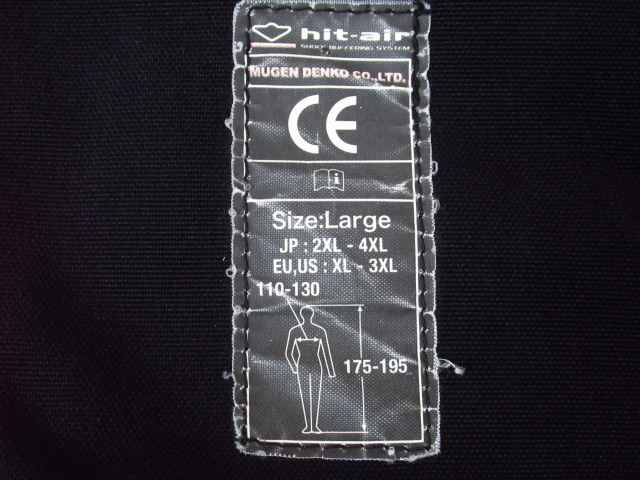 hit-air
SHOCK BUFFERING SYSTEM
MUGEN DENKO CO.,LTD.
CE
i
Size:Large
JP : 2XL - 4XL
EU,US : XL - 3XL
110-130
175-195